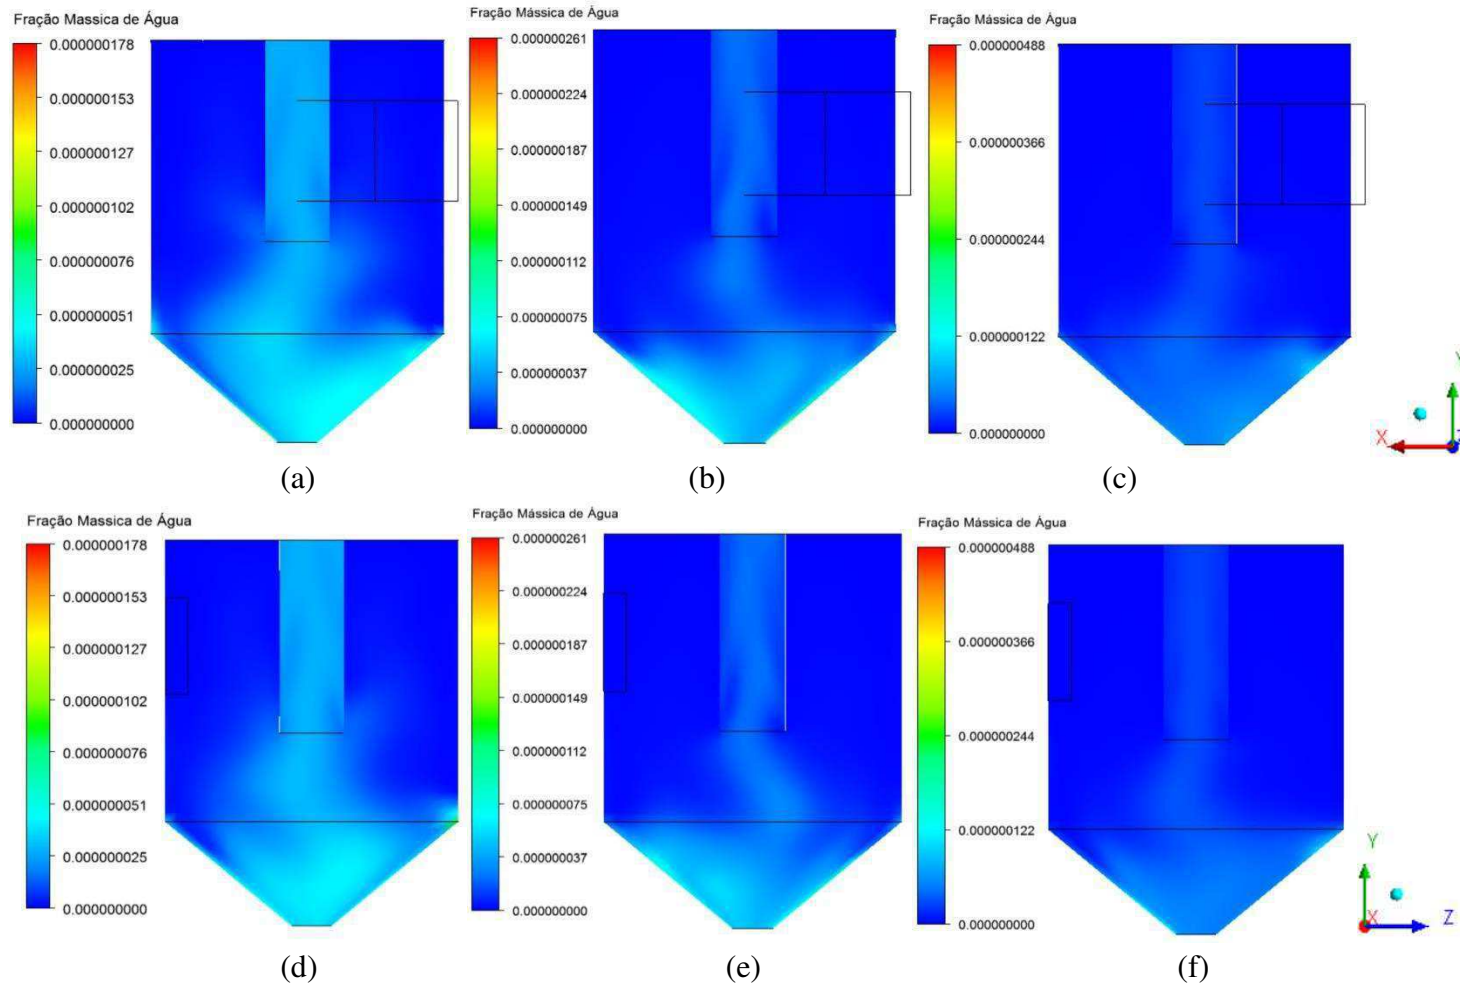 Fração Massica de Água
0.000000178
0.000000153
0.000000127
0.000000102
0.000000076
0.000000051
0.000000025
0.000000000
(a)
Fração Mássica de Água
0.000000261
0.000000224
0.000000187
0.000000149
0.000000112
0.000000075
0.000000037
0.000000000
(b)
Fração Mássica de Água
0.000000488
0.000000366
0.000000244
0.000000122
0.000000000
(c)
Y
X
Z
Fração Massica de Água
0.000000178
0.000000153
0.000000127
0.000000102
0.000000076
0.000000051
0.000000025
0.000000000
(d)
Fração Mássica de Água
0.000000261
0.000000224
0.000000187
0.000000149
0.000000112
0.000000075
0.000000037
0.000000000
(e)
Fração Mássica de Água
0.000000488
0.000000366
0.000000244
0.000000122
0.000000000
(f)
Y
X
Z